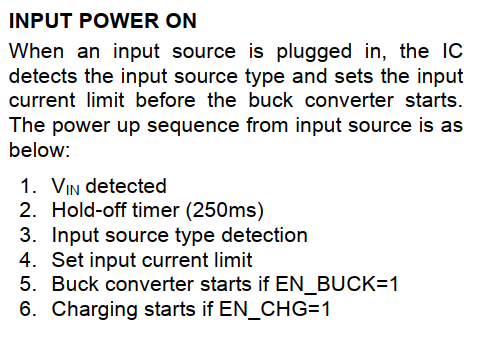 INPUT POWER ON
When an input source is plugged in, the IC
detects the input source type and sets the input
current limit before the buck converter starts.
The power up sequence from input source is as
below:
1. VIN detected
2. Hold-off timer (250ms)
3. Input source type detection
4. Set input current limit
5. Buck converter starts if EN_BUCK=1
6. Charging starts if EN_CHG=1